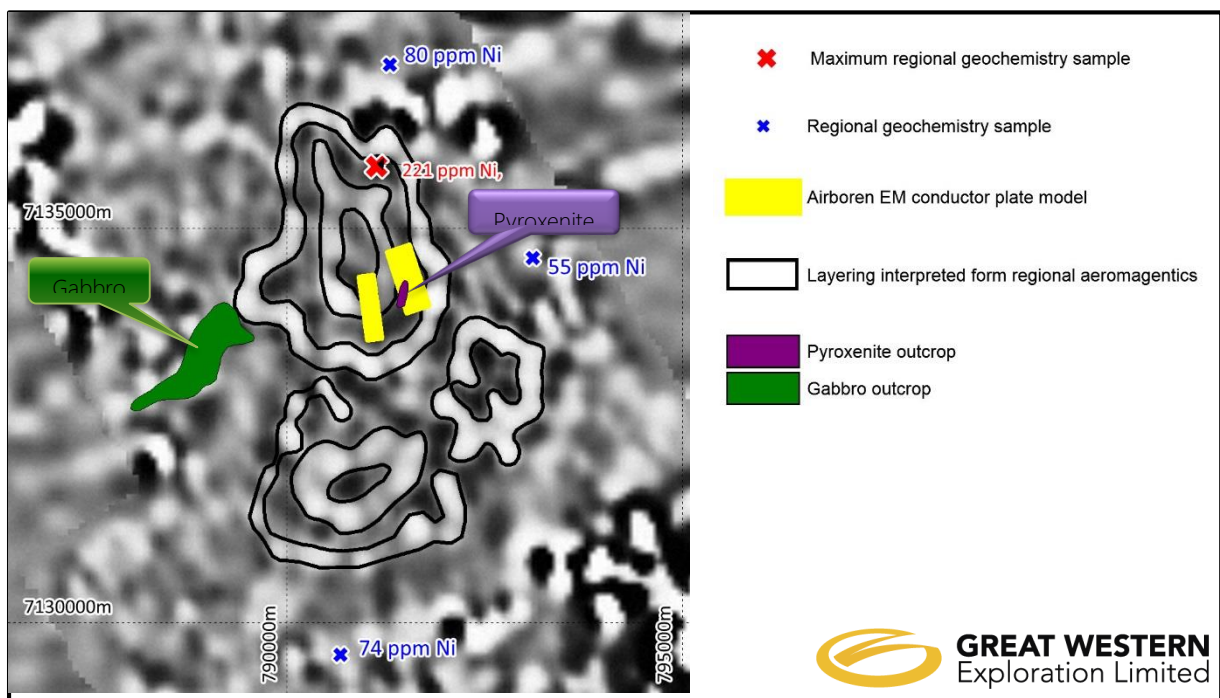 80 ppm Ni
221 ppm Ni,
Pyroxenite
7135000m
55 ppm Ni
Gabbro
7130000m
790000m
74 ppm Ni
795000m
Maximum regional geochemistry sample
Regional geochemistry sample
Airboren EM conductor plate model
Layering interpreted form regional aeromagentics
Pyroxenite outcrop
Gabbro outcrop
GREAT WESTERN
Exploration Limited